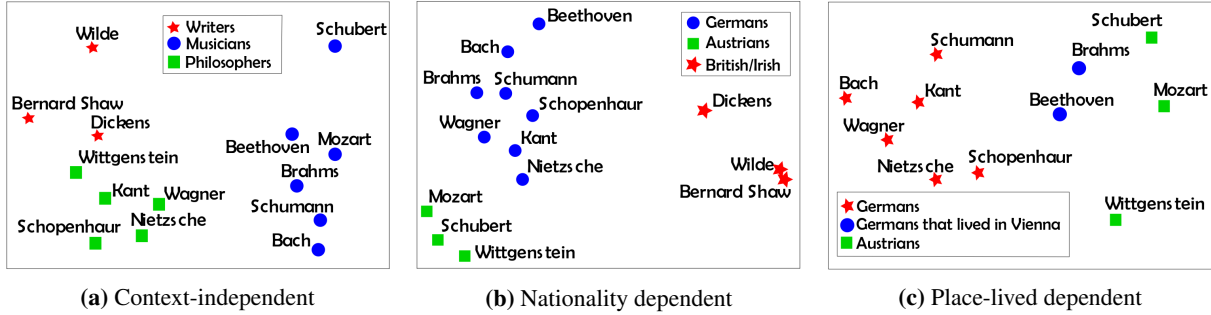 Wilde
Writers
Musicians
Philosophers
Schubert
Bernard Shaw
Dickens
Wittgenstein
Beethoven
Mozart
Kant
Wagner
Brahms
Schopenhaur
Nietzsche
Schumann
Bach
(a) Context-independent
Beethoven
Germans
Austrians
British/Irish
Bach
Brahms
Schumann
Schopenhaur
Dickens
Wagner
Kant
Nietzsche
Wilde
Bernard Shaw
Mozart
Schubert
Wittgenstein
(b) Nationality dependent
Schubert
Schumann
Brahms
Bach
Kant
Beethoven
Mozart
Wagner
Nietzsche
Schopenhaur
Wittgenstein
Germans
Germans that lived in Vienna
Austrians
(c) Place-lived dependent